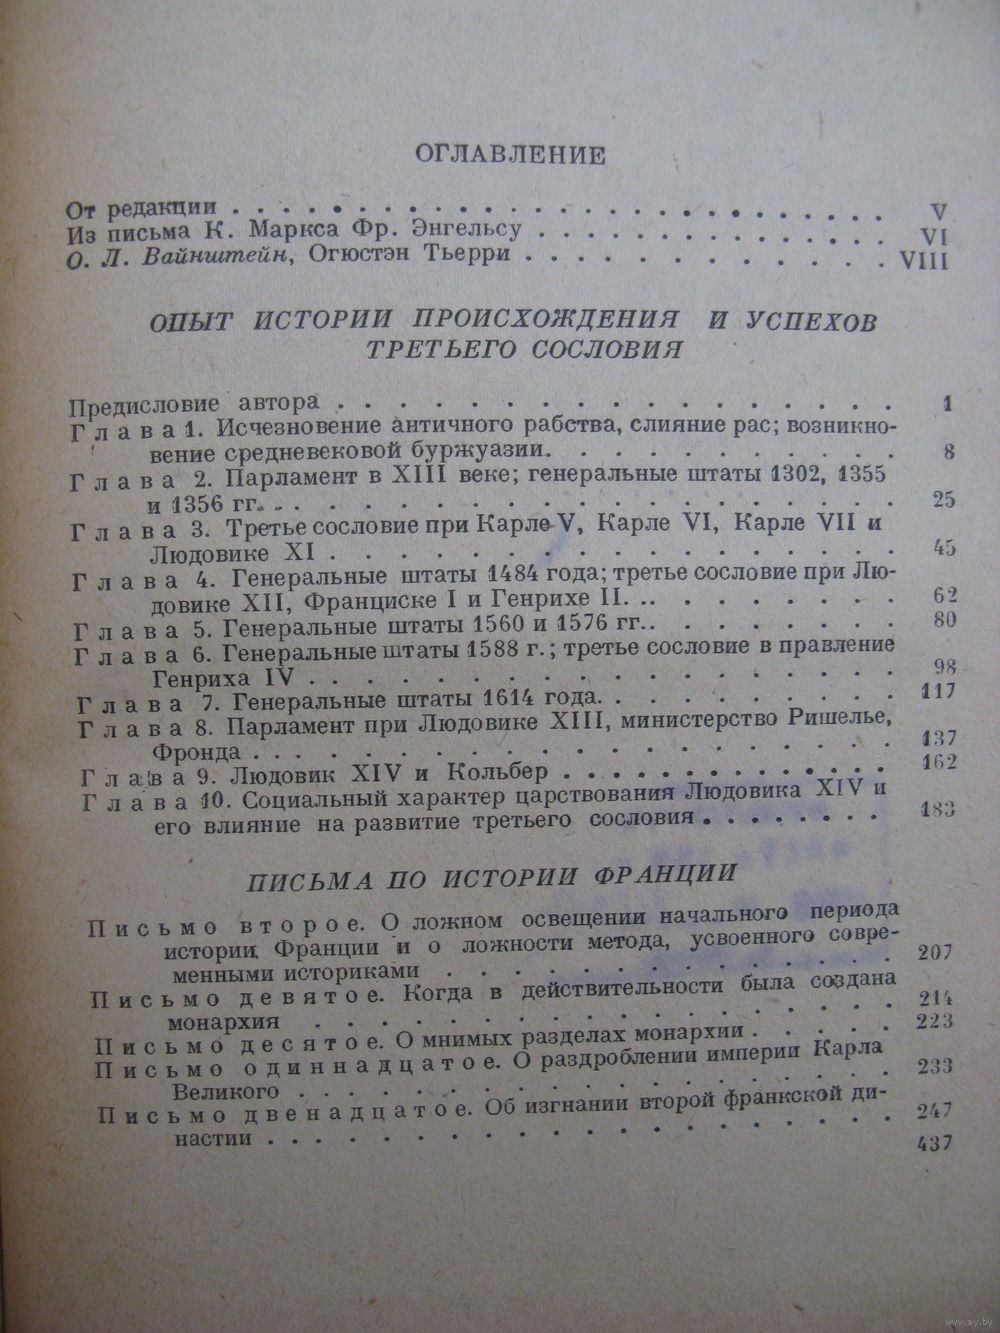 ОГЛАВЛЕНИЕ
От редакции . . . . . . . . . . . . . . . . . . . . . . . . . V
Из письма К. Маркса Фр. Энгельсу . . . . . . . . . . . . . . VI
О. Л. Вайнштейн, Огюстэн Тьерри . . . . . . . . . . . . . . VIII
ОПЫТ ИСТОРИИ ПРОИСХОЖДЕНИЯ И УСПЕХОВ
ТРЕТЬЕГО СОСЛОВИЯ
Предисловие автора . . . . . . . . . . . . . . . . . . . . 1
Глава 1. Исчезновение античного рабства, слияние рас; возникно-
вение средневековой буржуазии. . . . . . . . . . . . . 8
Глава 2. Парламент в XIII веке; генеральные штаты 1302, 1355
и 1356 гг. . . . . . . . . . . . . . . . . . . . . . . 25
Глава 3. Третье сословие при Карле V, Карле VI, Карле VII и
Людовике XI . . . . . . . . . . . . . . . . . . . . . 45
Глава 4. Генеральные штаты 1484 года; третье сословие при Лю-
довике XII, Франциске I и Генрихе II. . . . . . . . . . 62
Глава 5. Генеральные штаты 1560 и 1576 гг. . . . . . . . . 80
Глава 6. Генеральные штаты 1588 г.; третье сословие в правление
Генриха IV . . . . . . . . . . . . . . . . . . . . . . 98
Глава 7. Генеральные штаты 1614 года. . . . . . . . . . . 117
Глава 8. Парламент при Людовике XIII, министерство Ришелье,
Фронда . . . . . . . . . . . . . . . . . . . . . . . . 137
Глава 9. Людовик XIV и Кольбер . . . . . . . . . . . . . 162
Глава 10. Социальный характер царствования Людовика XIV и
его влияние на развитие третьего сословия . . . . . . . . 183
ПИСЬМА ПО ИСТОРИИ ФРАНЦИИ
Письмо второе. О ложном освещении начального периода
истории Франции и о ложности метода, усвоенного совре-
менными историками . . . . . . . . . . . . . . . . . 207
Письмо девятое. Когда в действительности была создана
монархия . . . . . . . . . . . . . . . . . . . . . . . 214
Письмо десятое. О мнимых разделах монархии . . . . . . 223
Письмо одиннадцатое. О раздроблении империи Карла
Великого . . . . . . . . . . . . . . . . . . . . . . . 233
Письмо двенадцатое. Об изгнании второй франкской ди-
настии . . . . . . . . . . . . . . . . . . . . . . . . 247
437
www.ay.by